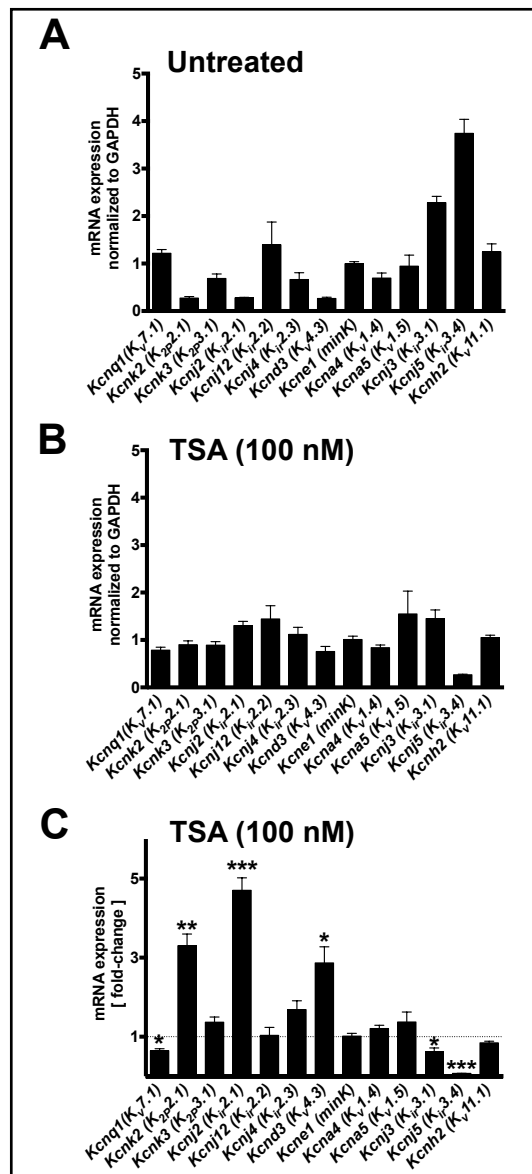 A
Untreated
mRNA expression
normalized to GAPDH
5
4
3
2
1
0
Kcnq1(Kv7.1)
Kcnk2 (K2P2.1)
Kcnk3 (K2P3.1)
Kcnj2 (Kir2.1)
Kcnj12 (Kir2.2)
Kcnj4 (Kir2.3)
Kcnd3 (Kv4.3)
Kcne1 (minK)
Kcna4 (Kv1.4)
Kcna5 (Kv1.5)
Kcnj3 (Kir3.1)
Kcnj5 (Kir3.4)
Kcnh2 (Kv11.1)
B
TSA (100 nM)
mRNA expression
normalized to GAPDH
5
4
3
2
1
0
Kcnq1(Kv7.1)
Kcnk2 (K2P2.1)
Kcnk3 (K2P3.1)
Kcnj2 (Kir2.1)
Kcnj12 (Kir2.2)
Kcnj4 (Kir2.3)
Kcnd3 (Kv4.3)
Kcne1 (minK)
Kcna4 (Kv1.4)
Kcna5 (Kv1.5)
Kcnj3 (Kir3.1)
Kcnj5 (Kir3.4)
Kcnh2 (Kv11.1)
C
TSA (100 nM)
mRNA expression
[ fold-change ]
5
3
1
* ** *** * * ***
Kcnq1(Kv7.1)
Kcnk2 (K2P2.1)
Kcnk3 (K2P3.1)
Kcnj2 (Kir2.1)
Kcnj12 (Kir2.2)
Kcnj4 (Kir2.3)
Kcnd3 (Kv4.3)
Kcne1 (minK)
Kcna4 (Kv1.4)
Kcna5 (Kv1.5)
Kcnj3 (Kir3.1)
Kcnj5 (Kir3.4)
Kcnh2 (Kv11.1)